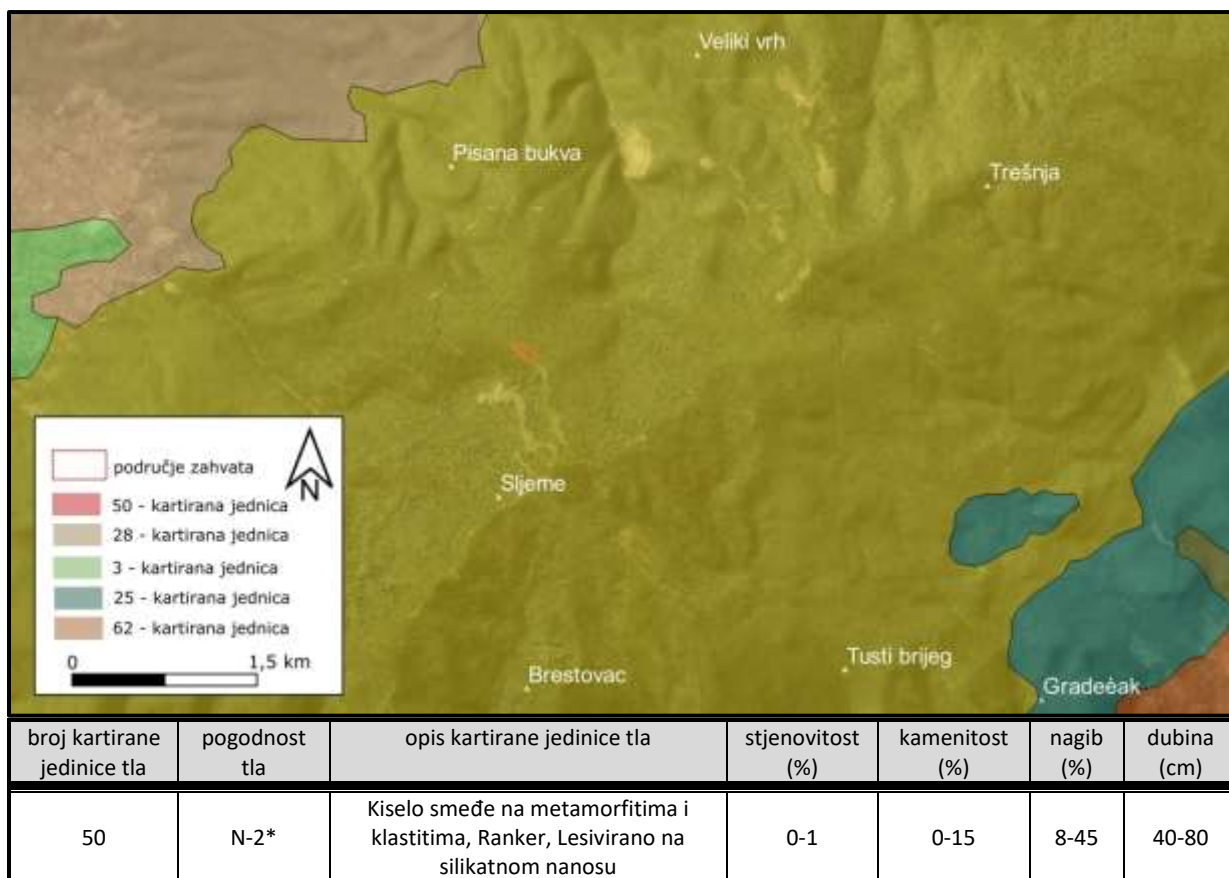 Veliki vrh
Pisana bukva
Trešnja
Sljeme
Brestovac
Tusti brijeg
Gradeèak
područje zahvata
N
50 - kartirana jednica
28 - kartirana jednica
3 - kartirana jednica
25 - kartirana jednica
62 - kartirana jednica
0 1,5 km
broj kartirane jedinice tla
pogodnost tla
opis kartirane jedinice tla
stjenovitost (%)
kamenitost (%)
nagib (%)
dubina (cm)
50
N-2*
Kiselo smeđe na metamorfitima i
klastitima, Ranker, Lesivirano na
silikatnom nanosu
0-1
0-15
8-45
40-80